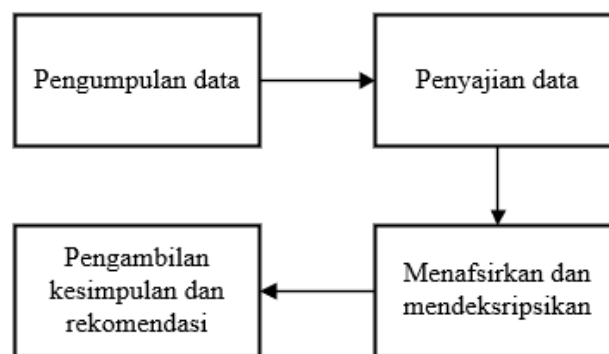 Pengumpulan data
Penyajian data
Menafsirkan dan
mendeksripsikan
Pengambilan
kesimpulan dan
rekomendasi